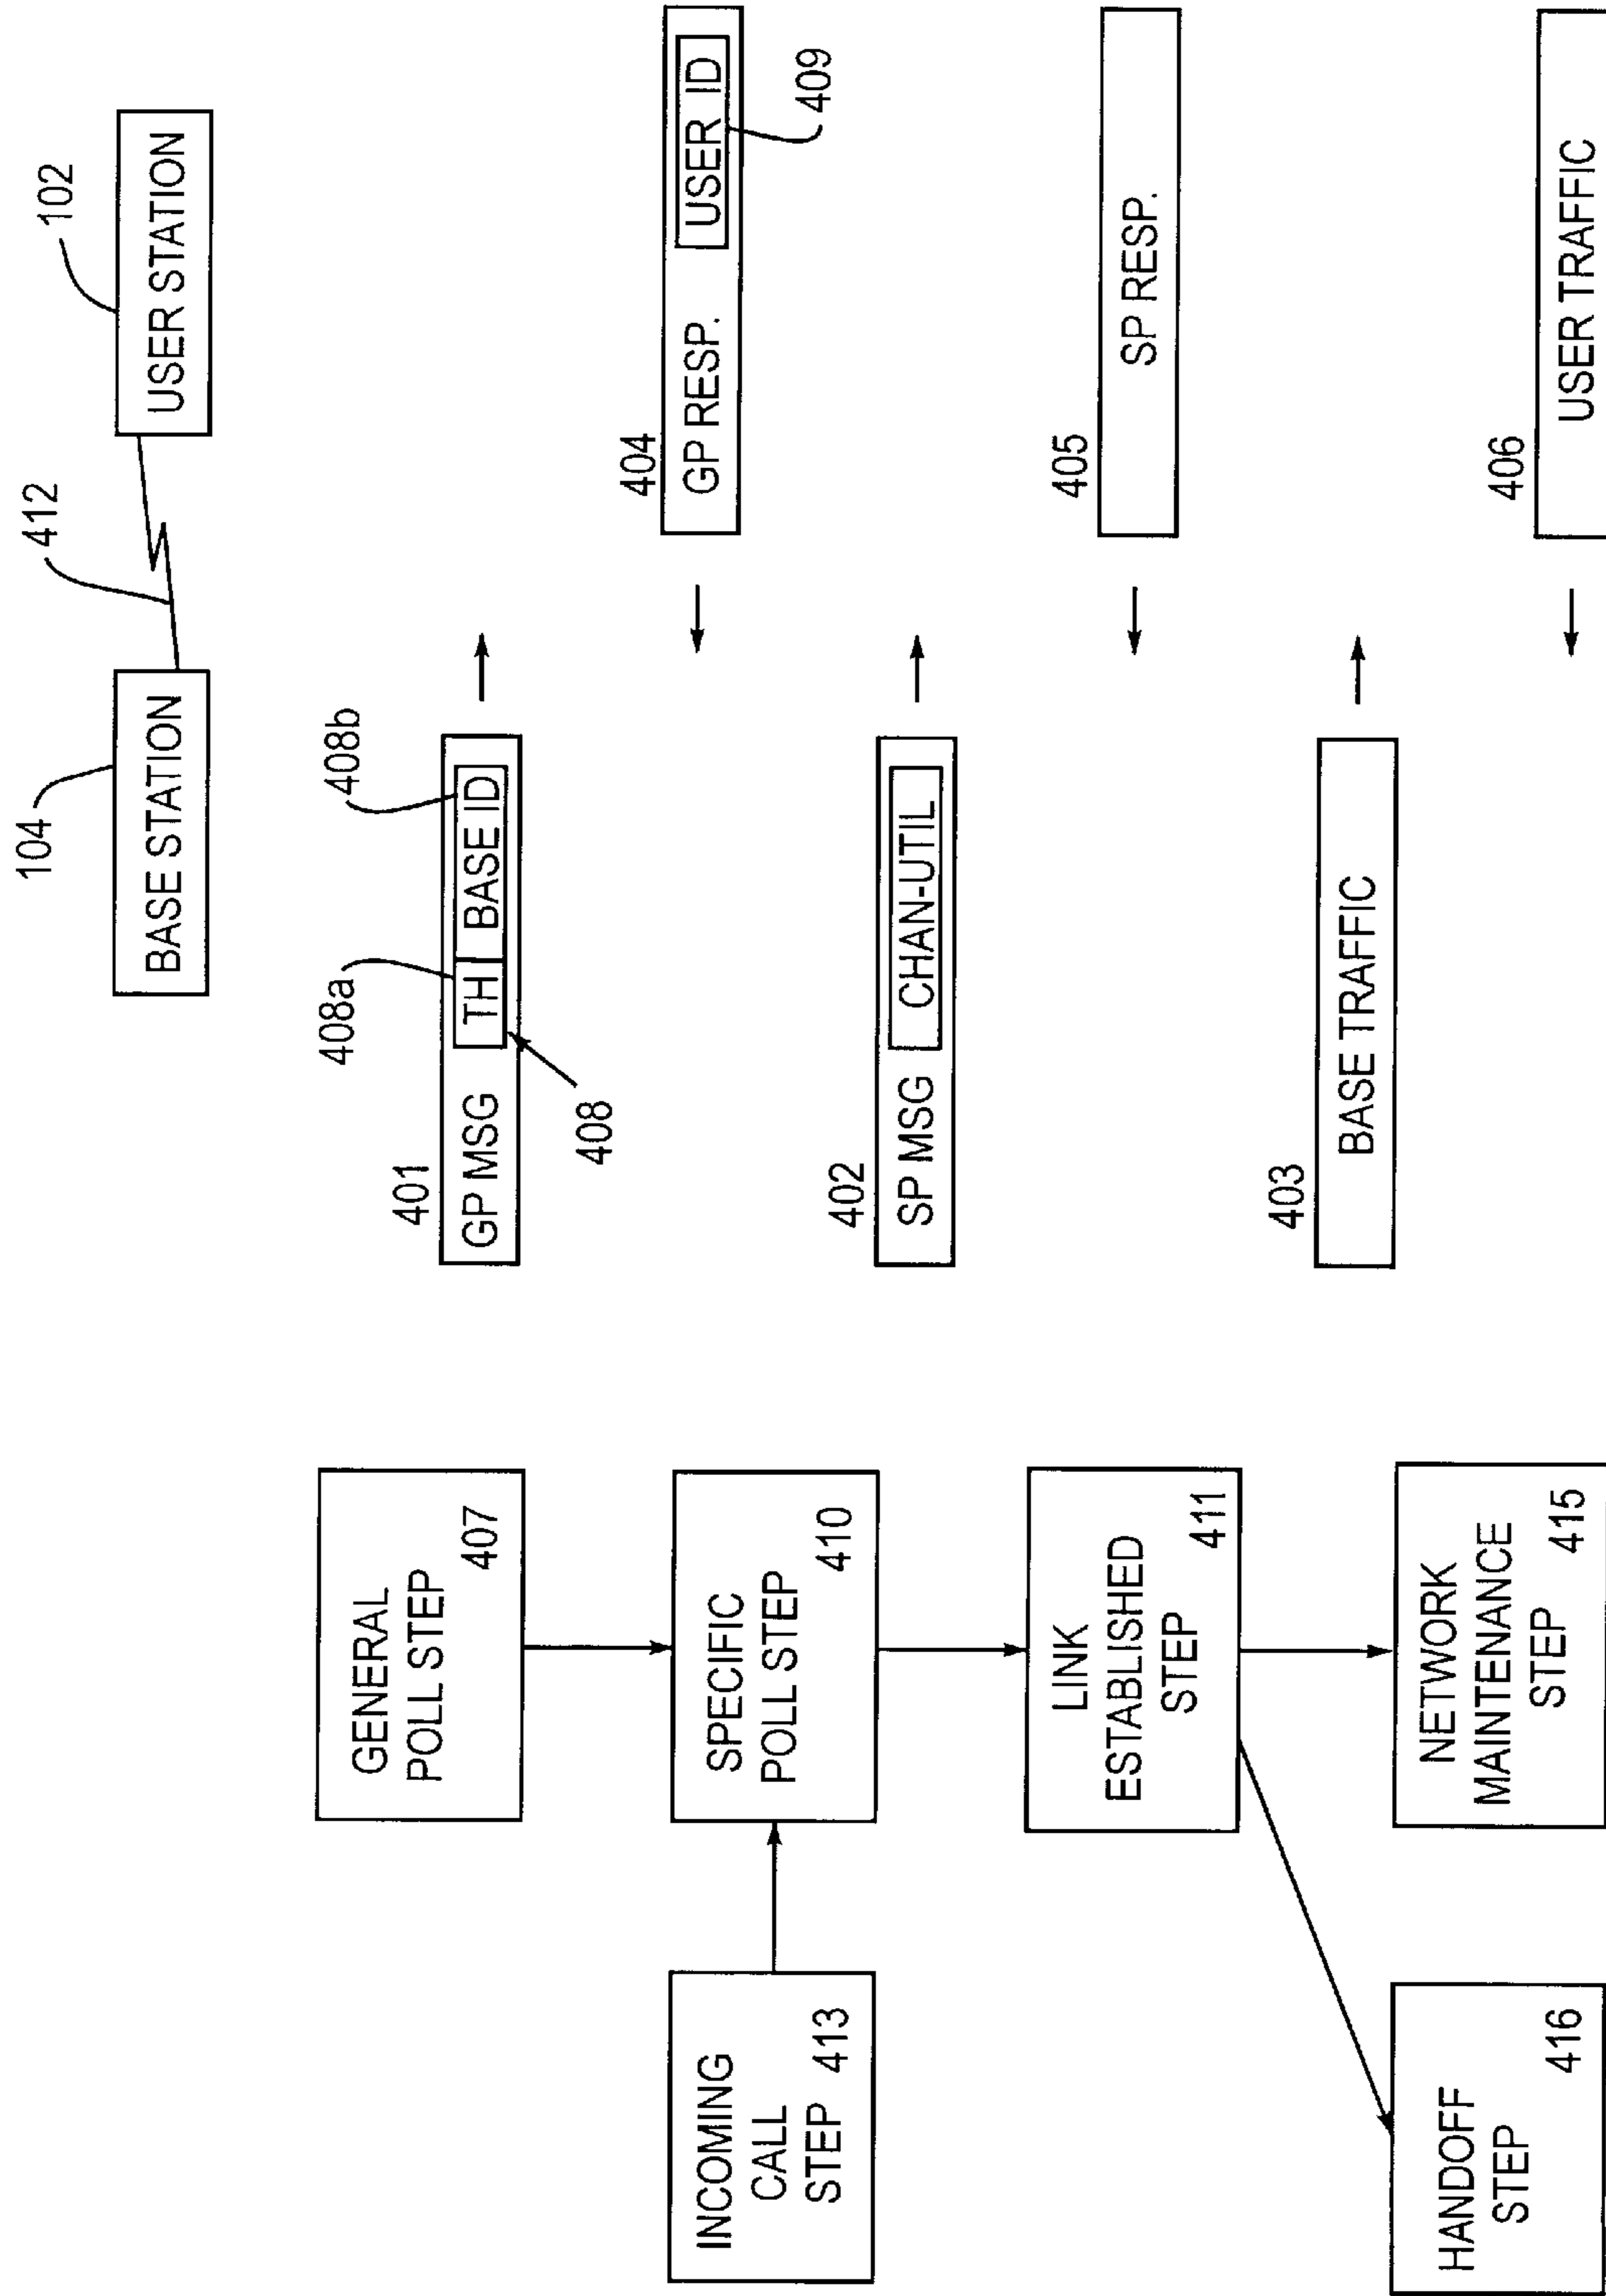 104
BASE STATION
412
102
USER STATION
GENERAL
POLL STEP
407
INCOMING
CALL
STEP 413
SPECIFIC
POLL STEP
410
LINK
ESTABLISHED
STEP
411
HANDOFF
STEP
416
NETWORK
MAINTENANCE
STEP
415
401
408a
408b
GP MSG TH BASE ID
408
404
GP RESP. USER ID
409
402
SP MSG CHAN-UTIL
405
SP RESP.
403
BASE TRAFFIC
406
USER TRAFFIC